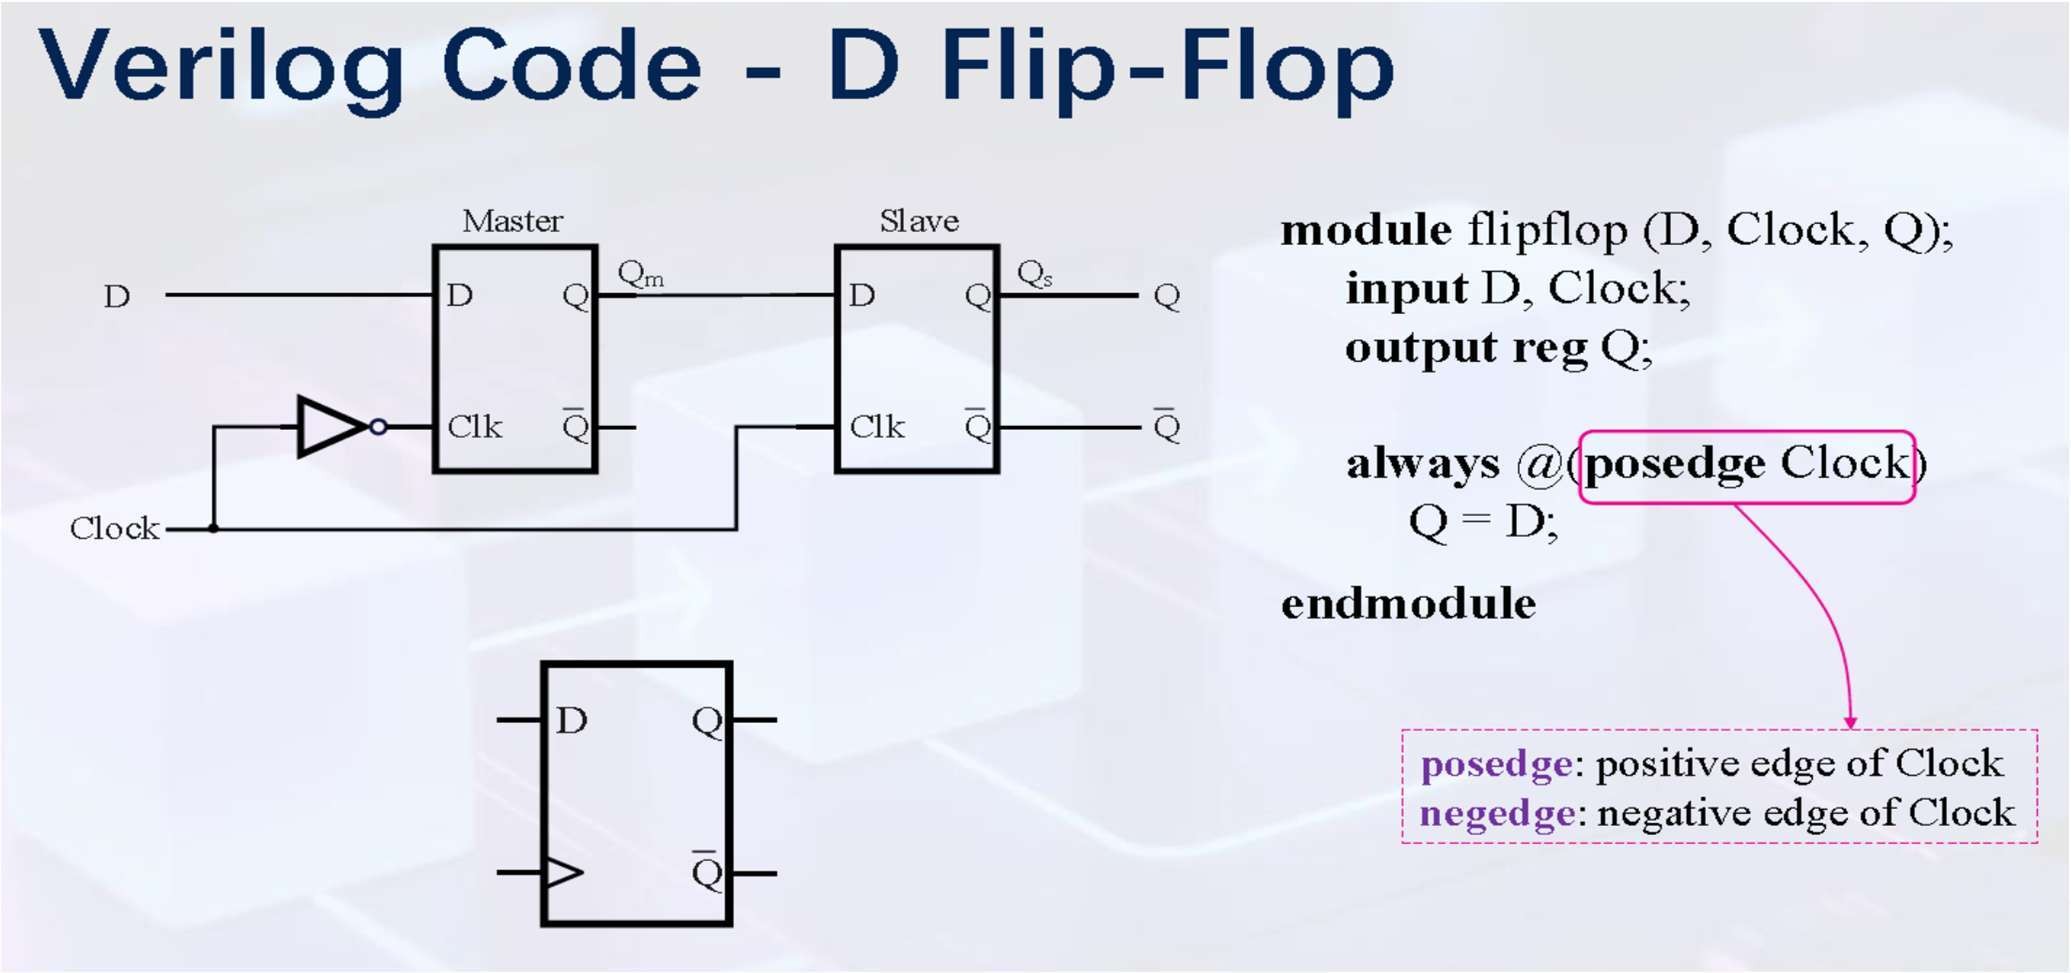 Verilog Code - D Flip-Flop
Master
Slave
D
D
Q
Qm
D
Q
Qs
Q
Clk
Q̅
Clk
Q̅
Q̅
Clock
D
Q
Q̅
module flipflop (D, Clock, Q);
input D, Clock;
output reg Q;
always @(posedge Clock)
Q = D;
endmodule
posedge: positive edge of Clock
negedge: negative edge of Clock